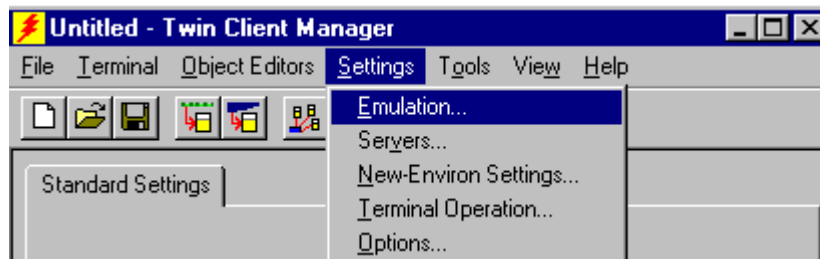 Untitled - Twin Client Manager
File Terminal Object Editors Settings Tools View Help
Emulation...
Servers...
New-Environ Settings...
Terminal Operation...
Options...
Standard Settings